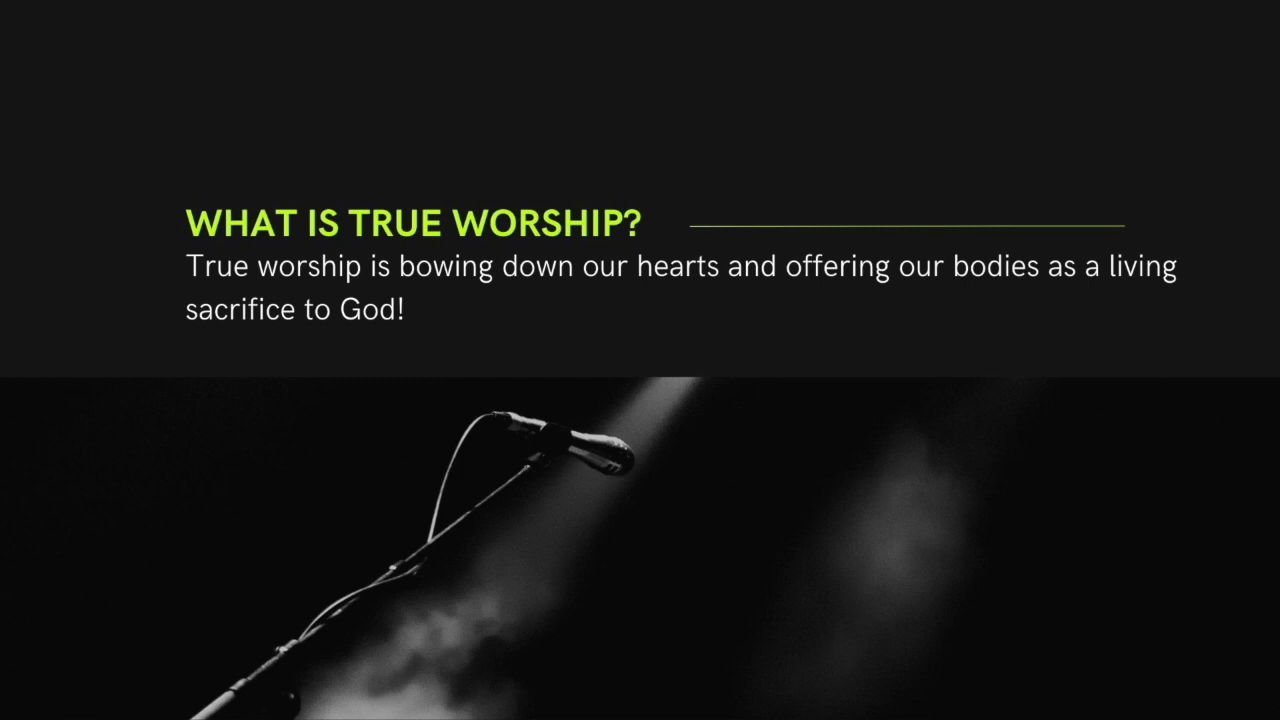 WHAT IS TRUE WORSHIP?
True worship is bowing down our hearts and offering our bodies as a living
sacrifice to God!